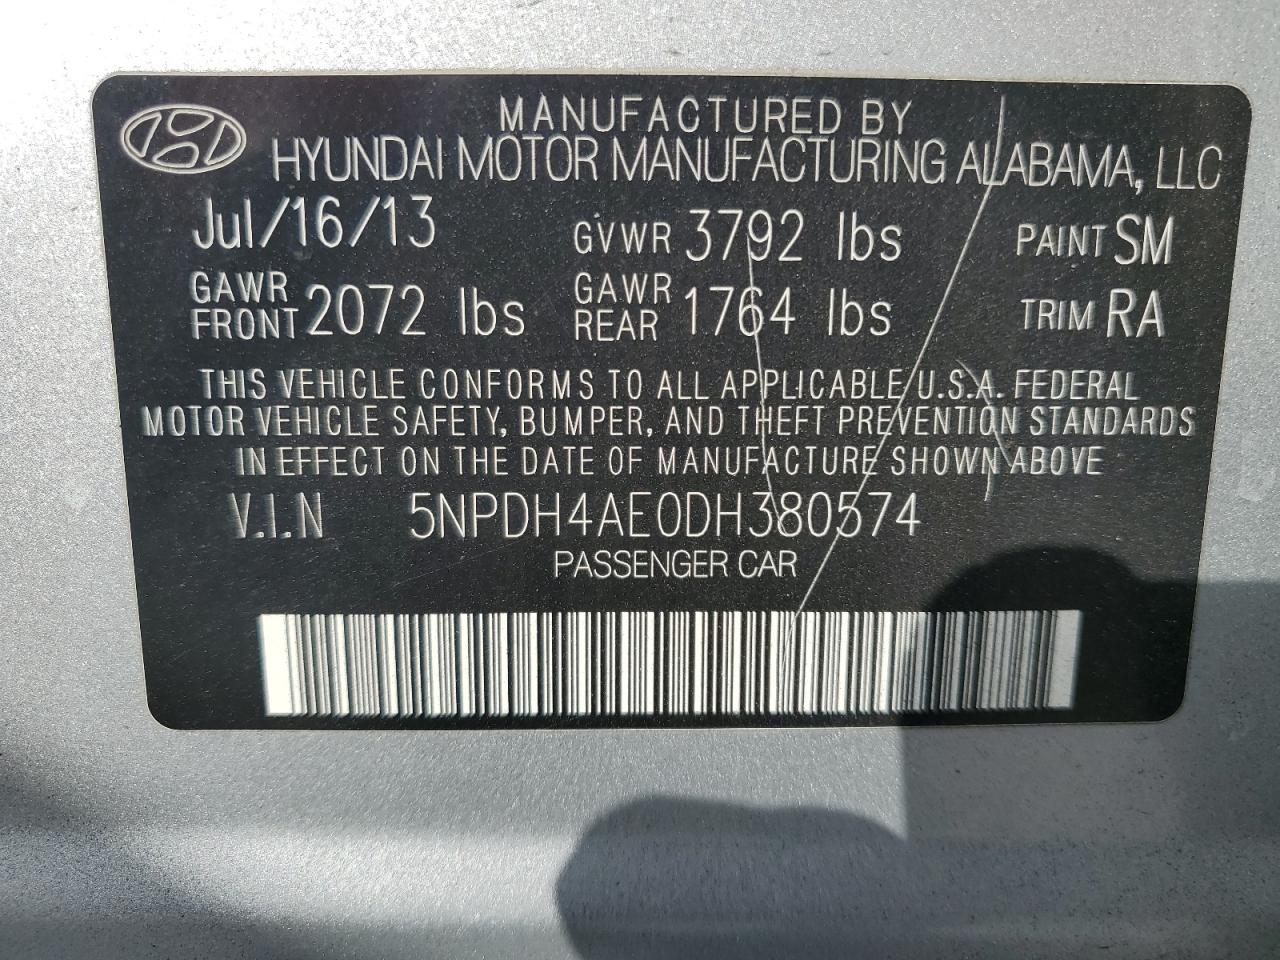 MANUFACTURED BY
HYUNDAI MOTOR MANUFACTURING ALABAMA, LLC
Jul/16/13 GVWR 3792 lbs PAINT SM
GAWR FRONT 2072 lbs GAWR REAR 1764 lbs TRIM RA
THIS VEHICLE CONFORMS TO ALL APPLICABLE U.S.A. FEDERAL
MOTOR VEHICLE SAFETY, BUMPER, AND THEFT PREVENTION STANDARDS
IN EFFECT ON THE DATE OF MANUFACTURE SHOWN ABOVE
V.I.N 5NPDH4AE0DH380574
PASSENGER CAR